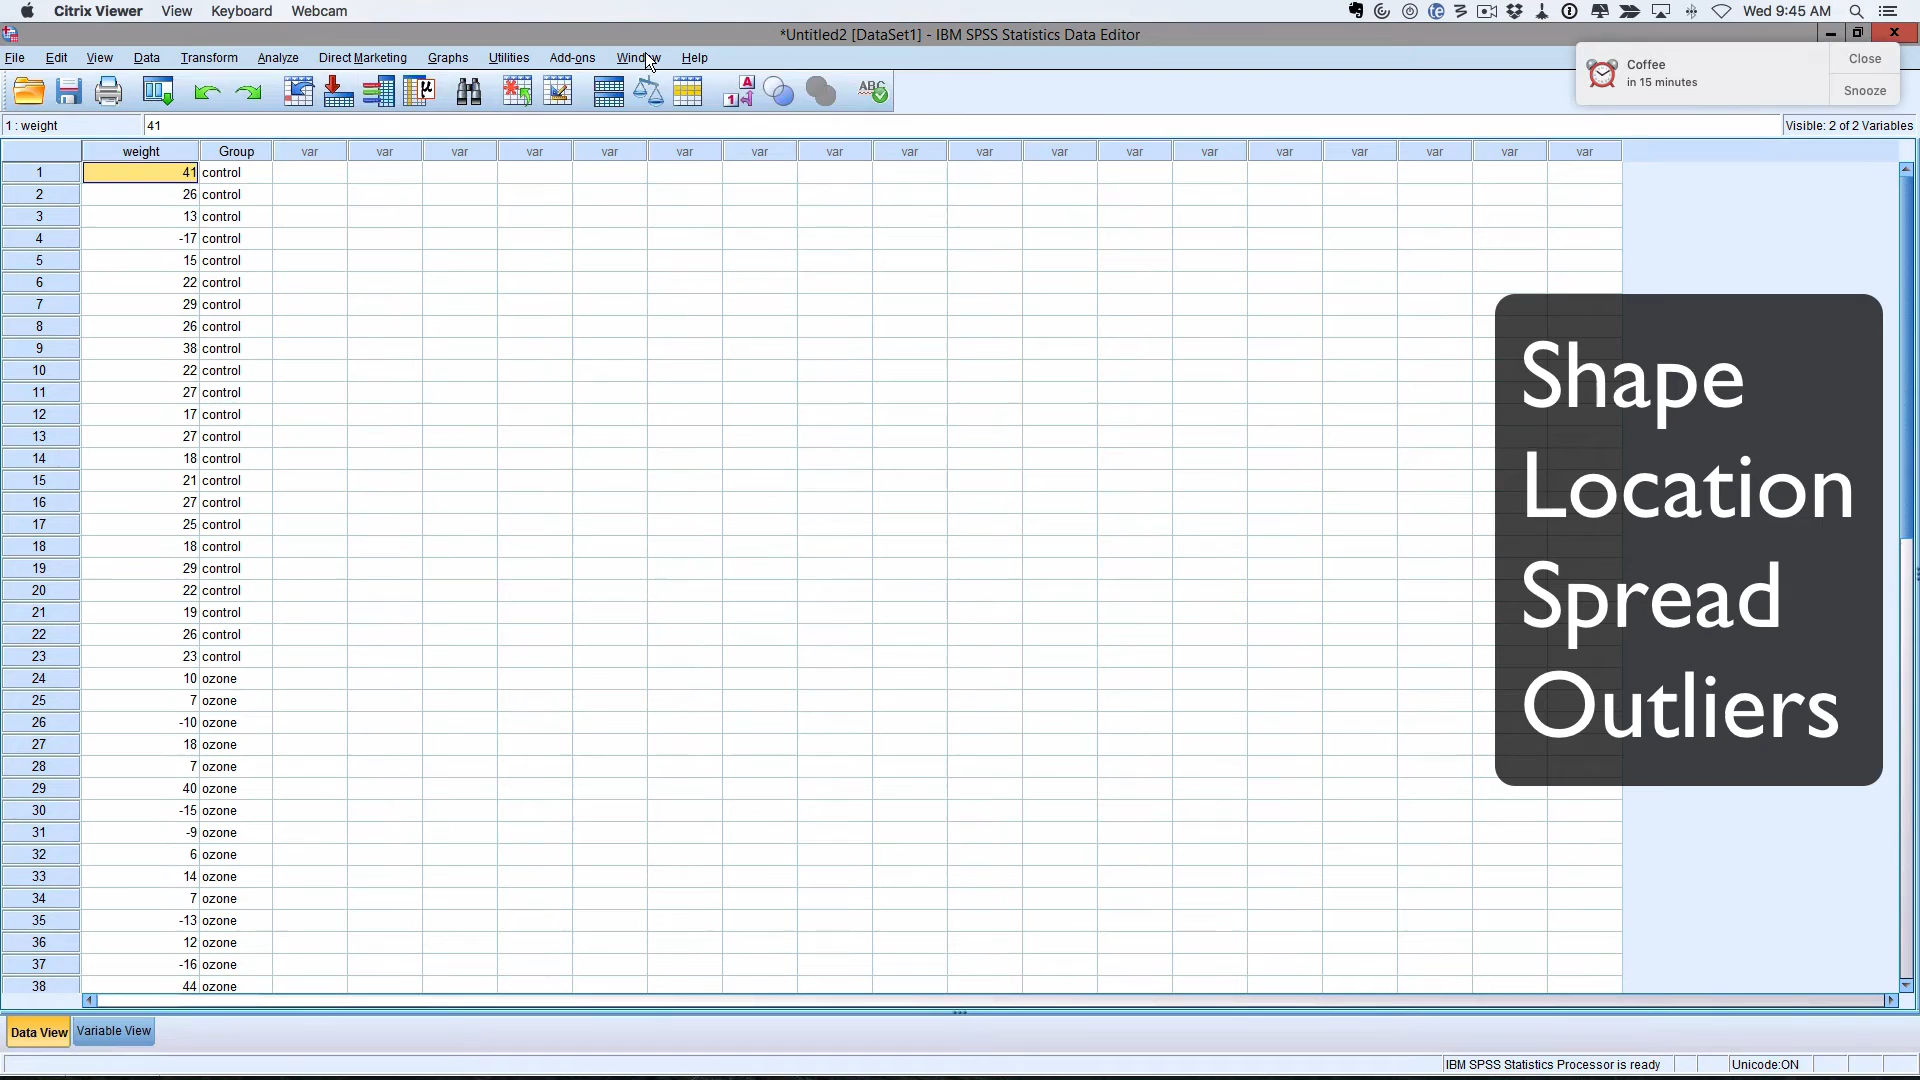 Citrix Viewer View Keyboard Webcam Wed 9:45 AM
*Untitled2 [DataSet1] - IBM SPSS Statistics Data Editor
File Edit View Data Transform Analyze Direct Marketing Graphs Utilities Add-ons Window Help
Coffee
in 15 minutes
Close
Snooze
1 : weight 41 Visible: 2 of 2 Variables
weight Group var var var var var var var var var var var var var var var var var var
1 41 control
2 26 control
3 13 control
4 -17 control
5 15 control
6 22 control
7 29 control
8 26 control
9 38 control
10 22 control
11 27 control
12 17 control
13 27 control
14 18 control
15 21 control
16 27 control
17 25 control
18 18 control
19 29 control
20 22 control
21 19 control
22 26 control
23 23 control
24 10 ozone
25 7 ozone
26 -10 ozone
27 18 ozone
28 7 ozone
29 40 ozone
30 -15 ozone
31 -9 ozone
32 6 ozone
33 14 ozone
34 7 ozone
35 -13 ozone
36 12 ozone
37 -16 ozone
38 44 ozone
Shape
Location
Spread
Outliers
Data View Variable View
IBM SPSS Statistics Processor is ready Unicode:ON